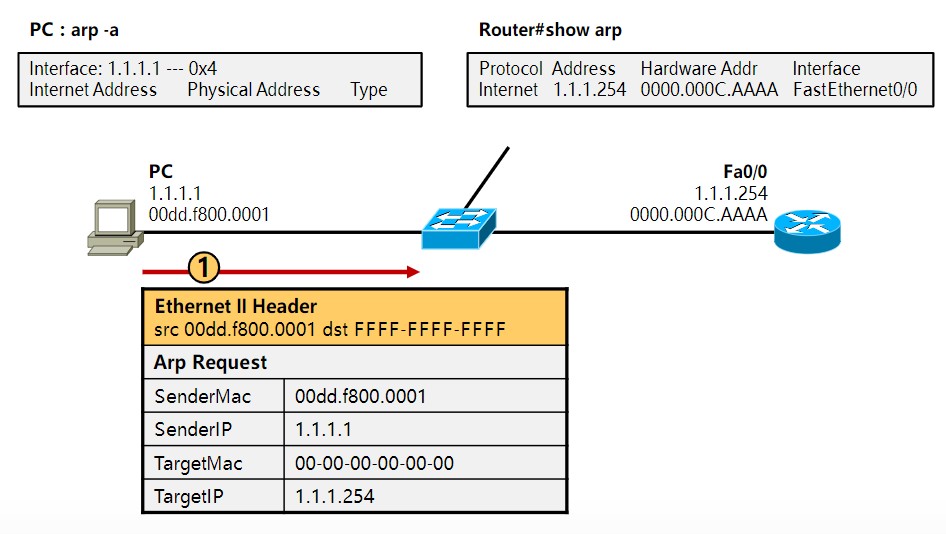 PC : arp -a
Interface: 1.1.1.1 --- 0x4
Internet Address Physical Address Type
Router#show arp
Protocol Address Hardware Addr Interface
Internet 1.1.1.254 0000.000C.AAAA FastEthernet0/0
PC
1.1.1.1
00dd.f800.0001
Fa0/0
1.1.1.254
0000.000C.AAAA
1
Ethernet II Header
src 00dd.f800.0001 dst FFFF-FFFF-FFFF
Arp Request
SenderMac 00dd.f800.0001
SenderIP 1.1.1.1
TargetMac 00-00-00-00-00-00
TargetIP 1.1.1.254